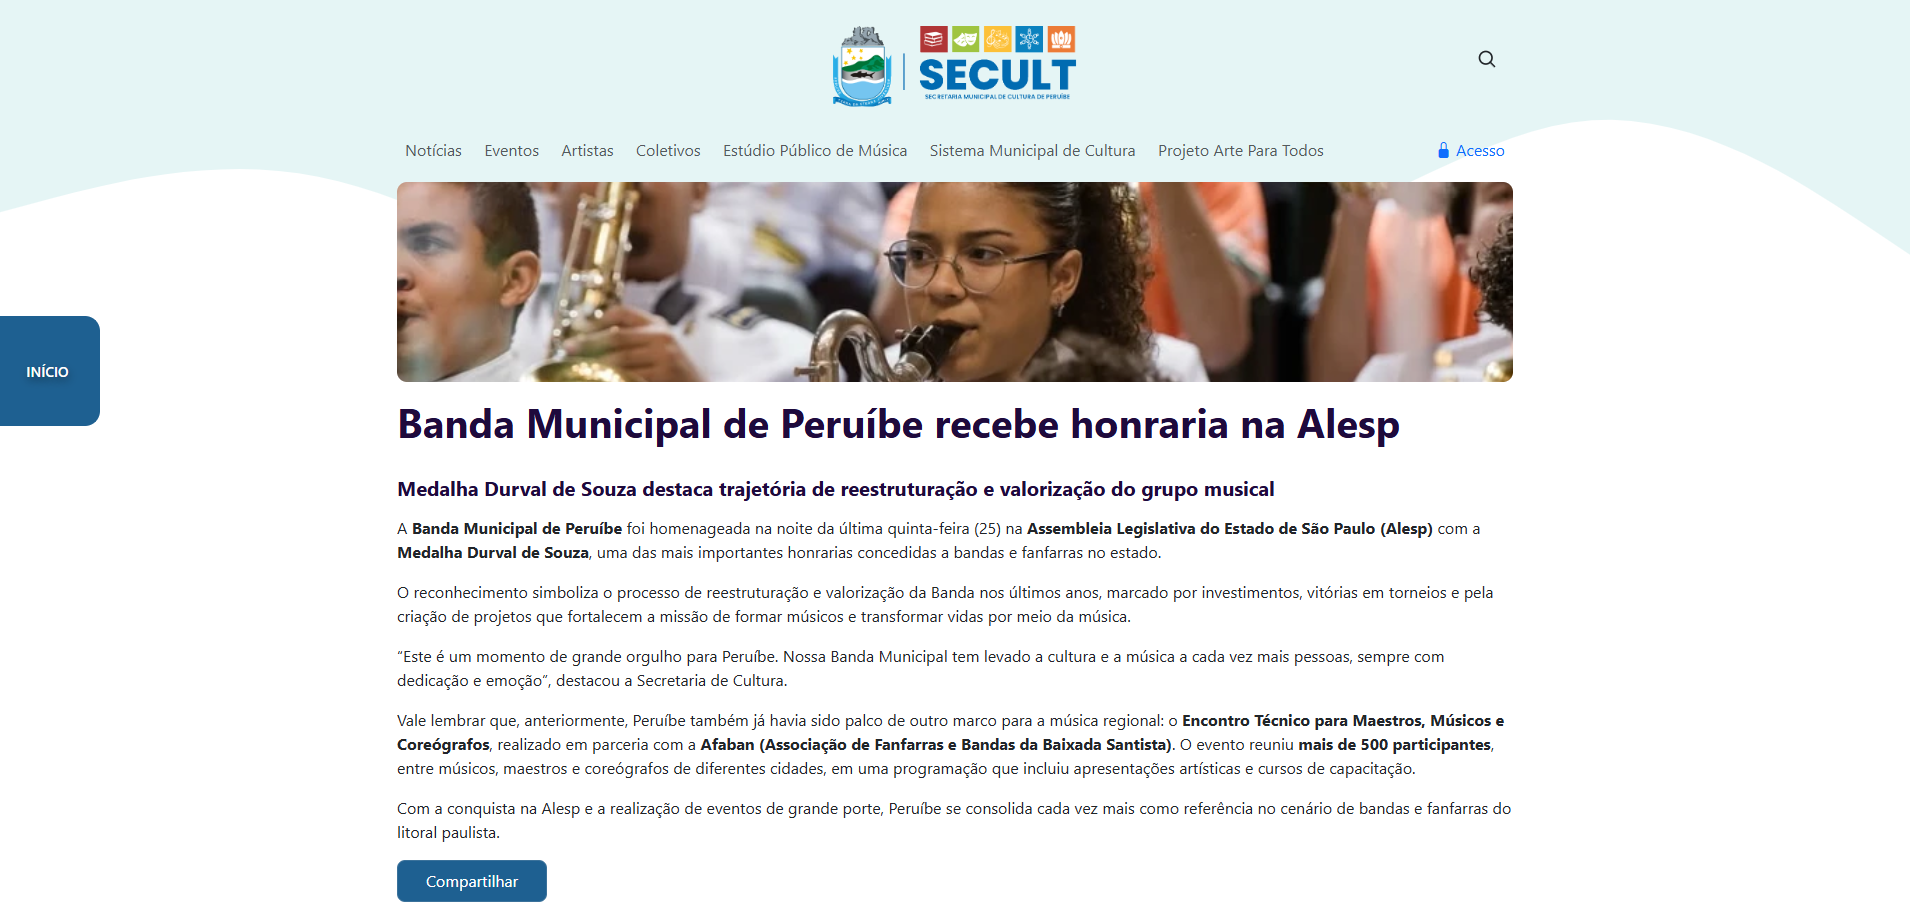 SECULT
SECRETARIA MUNICIPAL DE CULTURA DE PERUÍBE
Notícias Eventos Artistas Coletivos Estúdio Público de Música Sistema Municipal de Cultura Projeto Arte Para Todos Acesso
INÍCIO
Banda Municipal de Peruíbe recebe honraria na Alesp
Medalha Durval de Souza destaca trajetória de reestruturação e valorização do grupo musical
A Banda Municipal de Peruíbe foi homenageada na noite da última quinta-feira (25) na Assembleia Legislativa do Estado de São Paulo (Alesp) com a
Medalha Durval de Souza, uma das mais importantes honrarias concedidas a bandas e fanfarras no estado.
O reconhecimento simboliza o processo de reestruturação e valorização da Banda nos últimos anos, marcado por investimentos, vitórias em torneios e pela
criação de projetos que fortalecem a missão de formar músicos e transformar vidas por meio da música.
“Este é um momento de grande orgulho para Peruíbe. Nossa Banda Municipal tem levado a cultura e a música a cada vez mais pessoas, sempre com
dedicação e emoção”, destacou a Secretaria de Cultura.
Vale lembrar que, anteriormente, Peruíbe também já havia sido palco de outro marco para a música regional: o Encontro Técnico para Maestros, Músicos e
Coreógrafos, realizado em parceria com a Afaban (Associação de Fanfarras e Bandas da Baixada Santista). O evento reuniu mais de 500 participantes,
entre músicos, maestros e coreógrafos de diferentes cidades, em uma programação que incluiu apresentações artísticas e cursos de capacitação.
Com a conquista na Alesp e a realização de eventos de grande porte, Peruíbe se consolida cada vez mais como referência no cenário de bandas e fanfarras do
litoral paulista.
Compartilhar